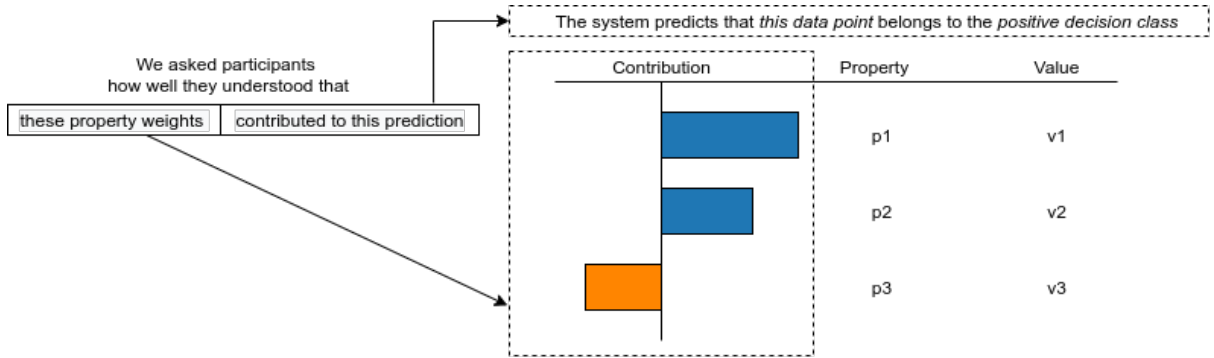 The system predicts that this data point belongs to the positive decision class
We asked participants
how well they understood that
these property weights contributed to this prediction
Contribution Property Value
p1 v1
p2 v2
p3 v3